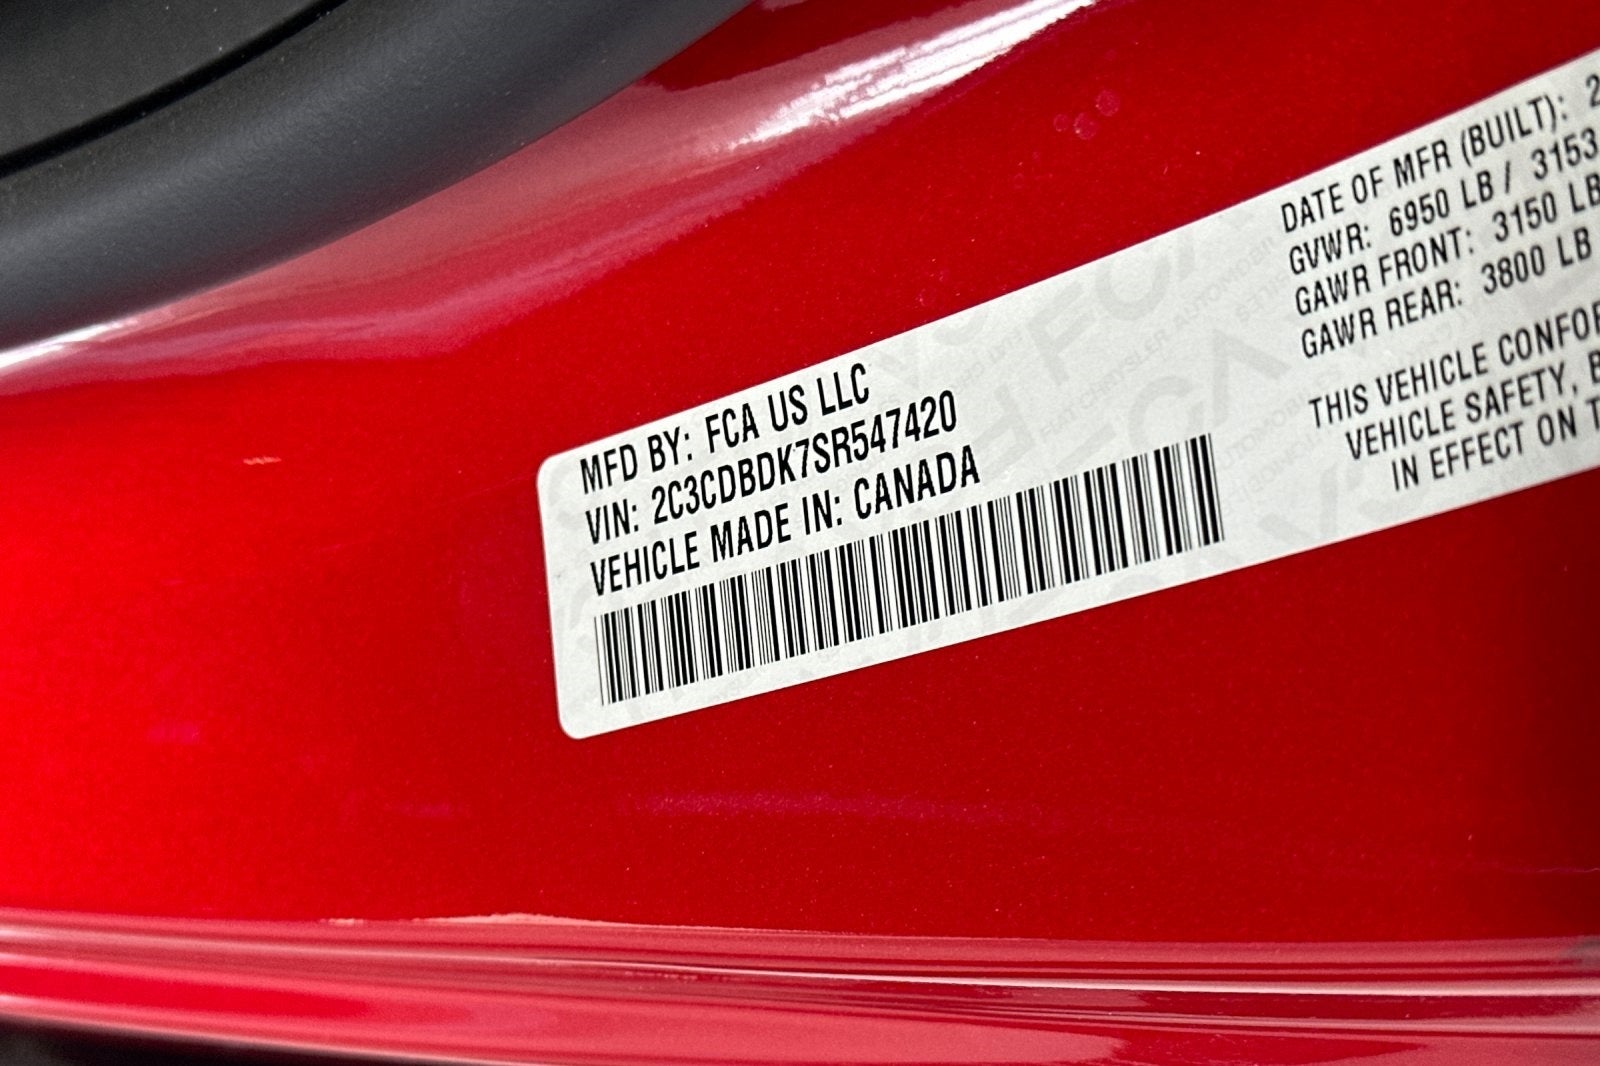 MFD BY: FCA US LLC
VIN: 2C3CDBDK7SR547420
VEHICLE MADE IN: CANADA
DATE OF MFR (BUILT): 2
GVWR: 6950 LB / 3153
GAWR FRONT: 3150 LB
GAWR REAR: 3800 LB
THIS VEHICLE CONFOR
VEHICLE SAFETY, B
IN EFFECT ON T